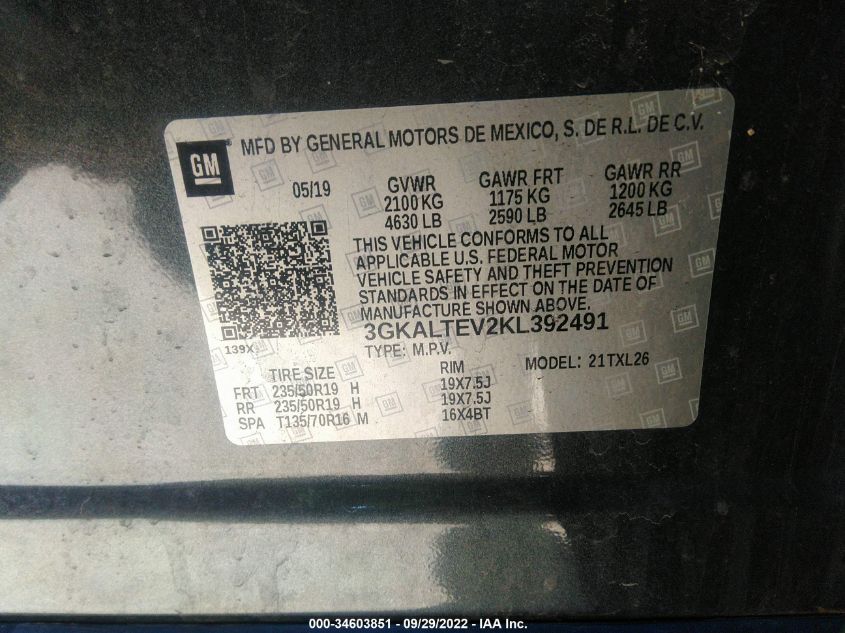 GM
MFD BY GENERAL MOTORS DE MEXICO, S. DE R.L. DE C.V.
05/19 GVWR GAWR FRT GAWR RR
2100 KG 1175 KG 1200 KG
4630 LB 2590 LB 2645 LB
THIS VEHICLE CONFORMS TO ALL
APPLICABLE U.S. FEDERAL MOTOR
VEHICLE SAFETY AND THEFT PREVENTION
STANDARDS IN EFFECT ON THE DATE OF
MANUFACTURE SHOWN ABOVE.
3GKALTEV2KL392491
139X
TYPE: M.P.V. MODEL: 21TXL26
TIRE SIZE RIM
FRT 235/50R19 H 19X7.5J
RR 235/50R19 H 19X7.5J
SPA T135/70R16 M 16X4BT
000-34603851 - 09/29/2022 - IAA Inc.